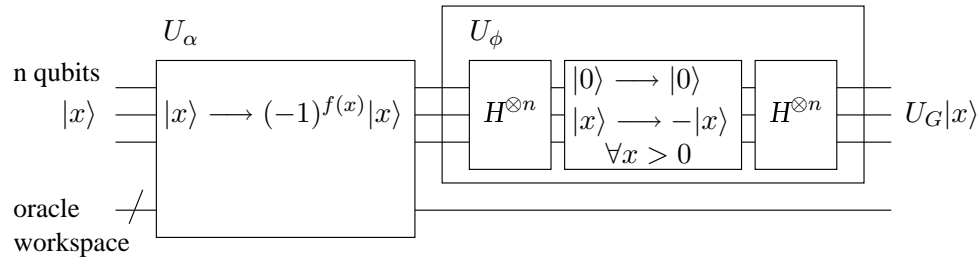 U_α
U_ϕ
n qubits
|x⟩
|x⟩ ⟶ (-1)^{f(x)}|x⟩
H^{⊗n}
|0⟩ ⟶ |0⟩
|x⟩ ⟶ -|x⟩
∀x > 0
H^{⊗n}
U_G|x⟩
oracle
workspace